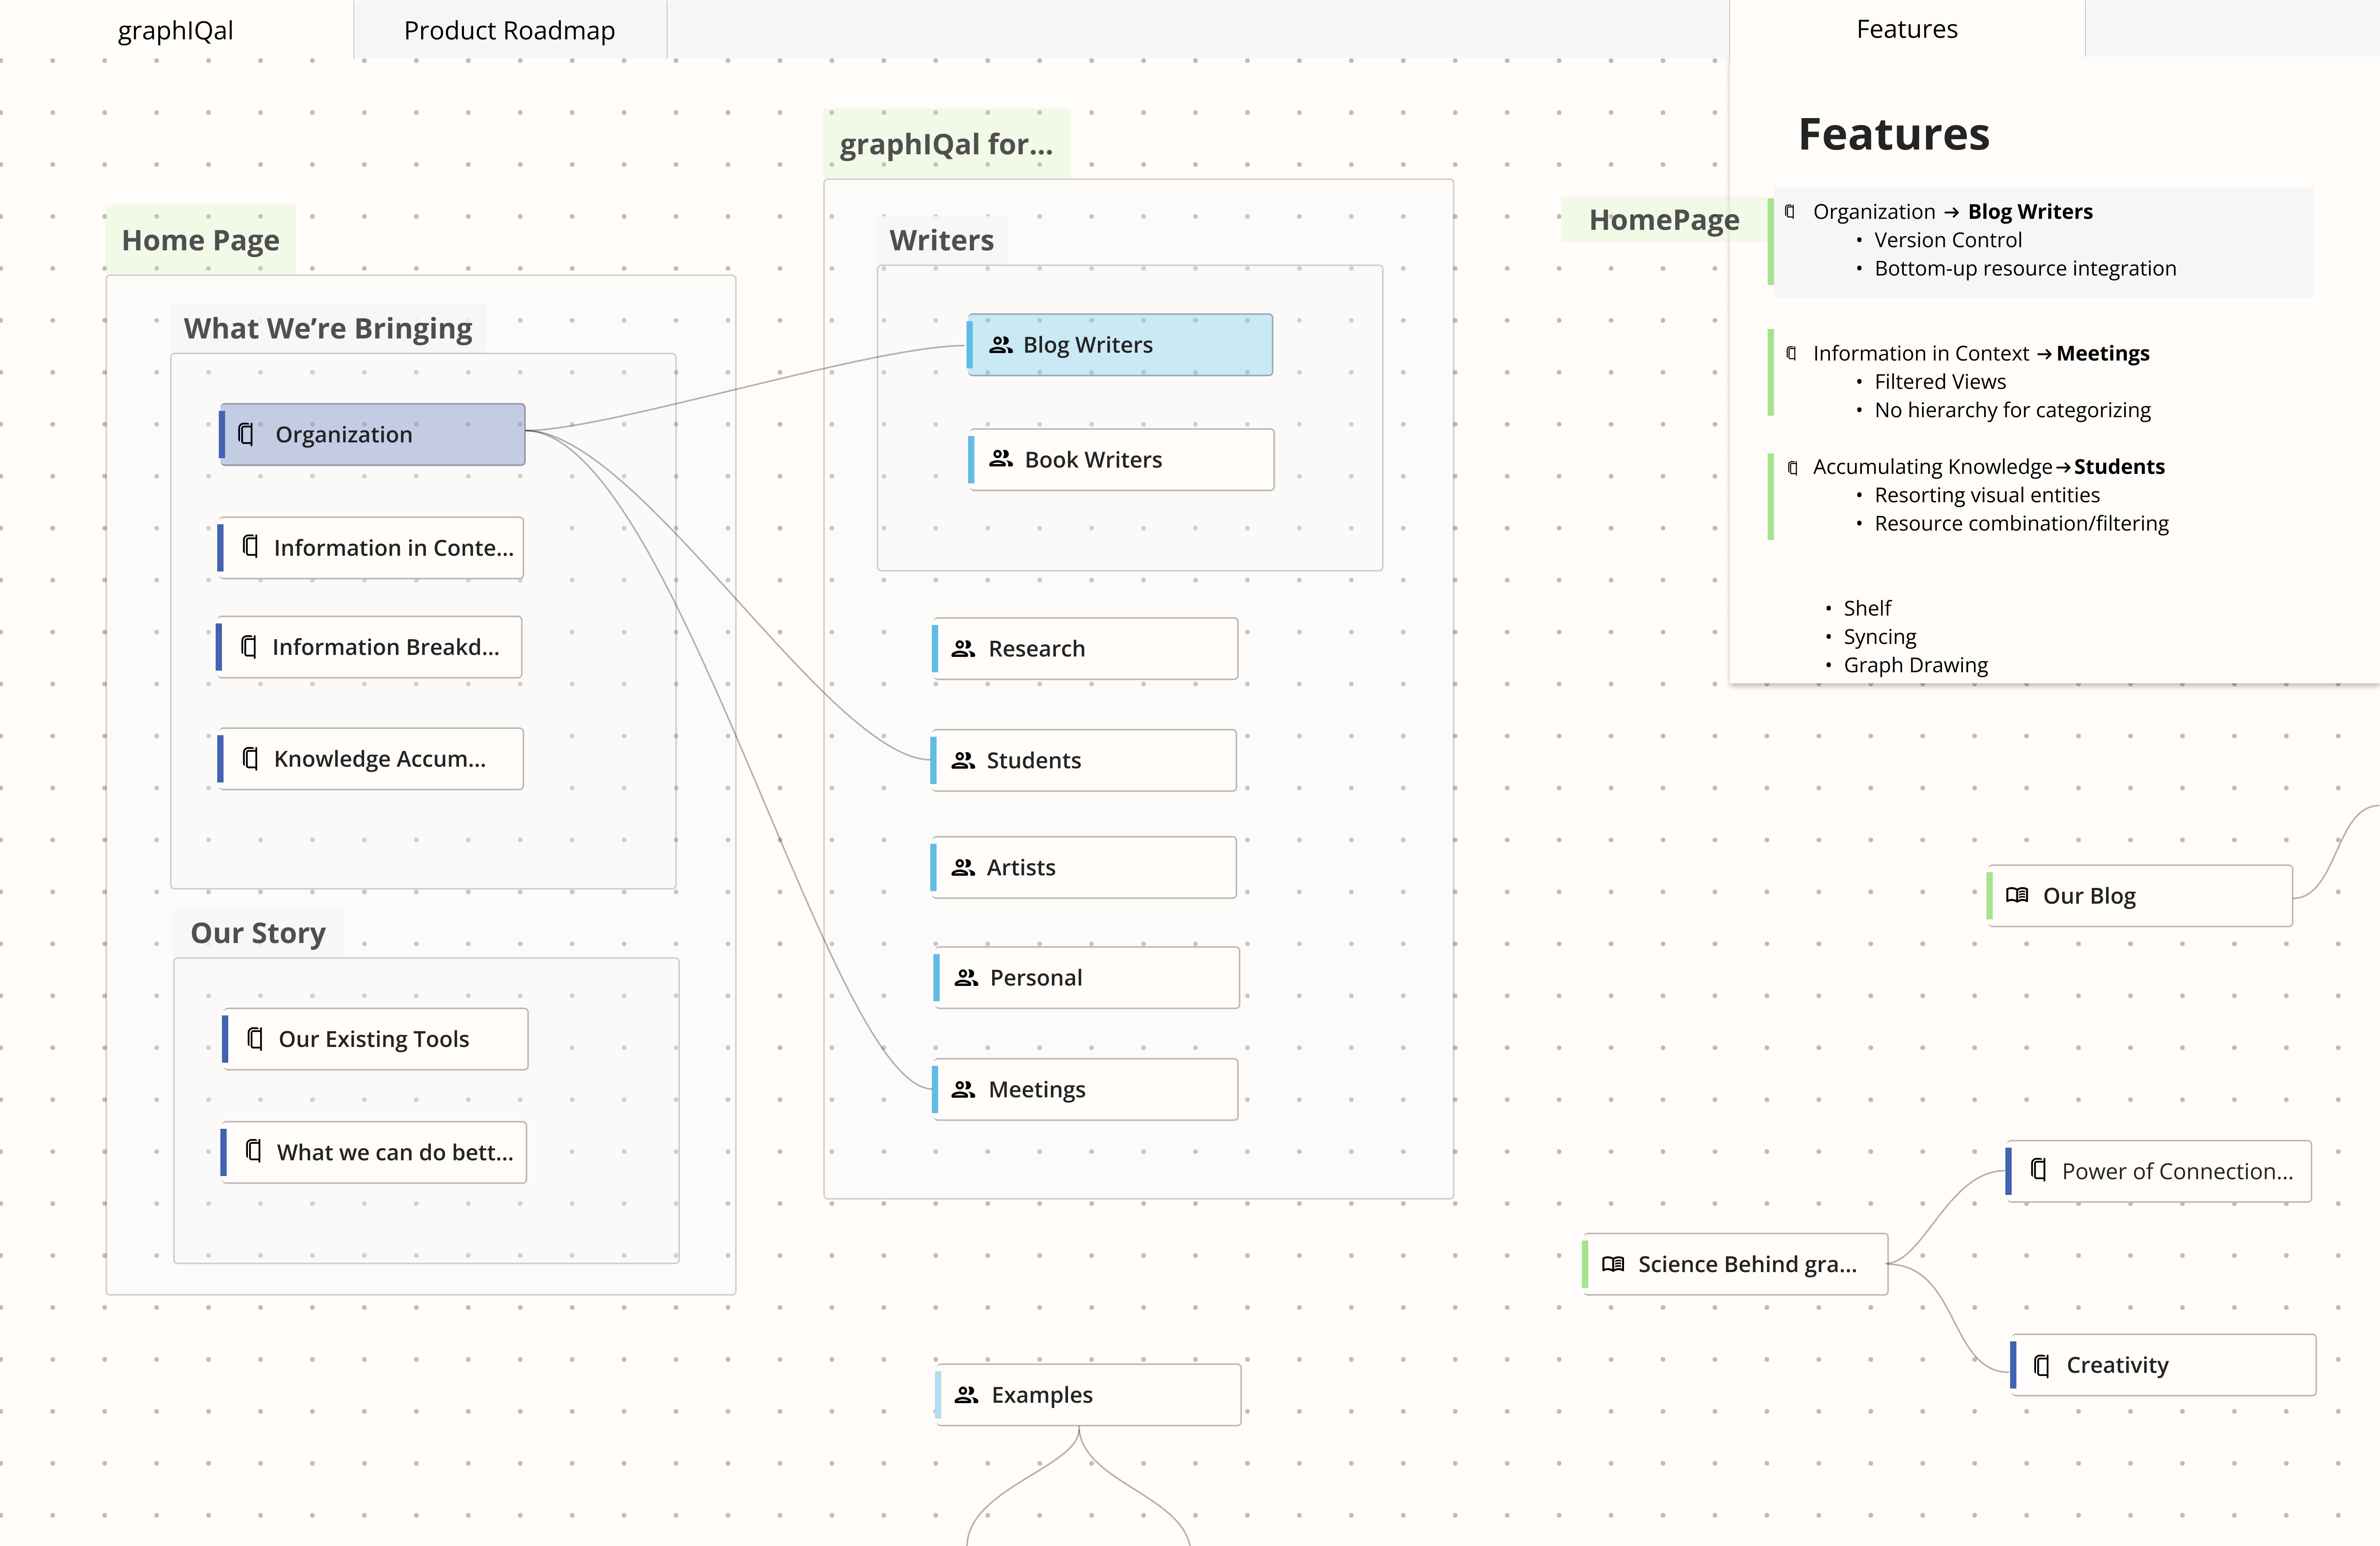 graphIQal
Product Roadmap
Features
Home Page
What We’re Bringing
Organization
Information in Conte...
Information Breakd...
Knowledge Accum...
Our Story
Our Existing Tools
What we can do bett...
graphIQal for...
Writers
Blog Writers
Book Writers
Research
Students
Artists
Personal
Meetings
Examples
HomePage
Features
Organization → Blog Writers
• Version Control
• Bottom-up resource integration
Information in Context → Meetings
• Filtered Views
• No hierarchy for categorizing
Accumulating Knowledge → Students
• Resorting visual entities
• Resource combination/filtering
• Shelf
• Syncing
• Graph Drawing
Our Blog
Science Behind gra...
Power of Connection...
Creativity